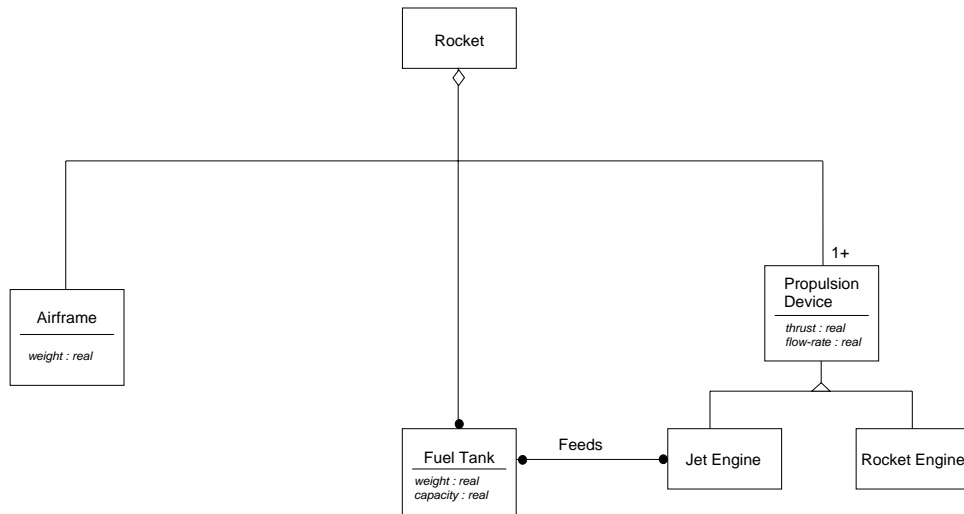 Rocket
1+
Propulsion
Device
thrust : real
flow-rate : real
Airframe
weight : real
Feeds
Fuel Tank
weight : real
capacity : real
Jet Engine
Rocket Engine